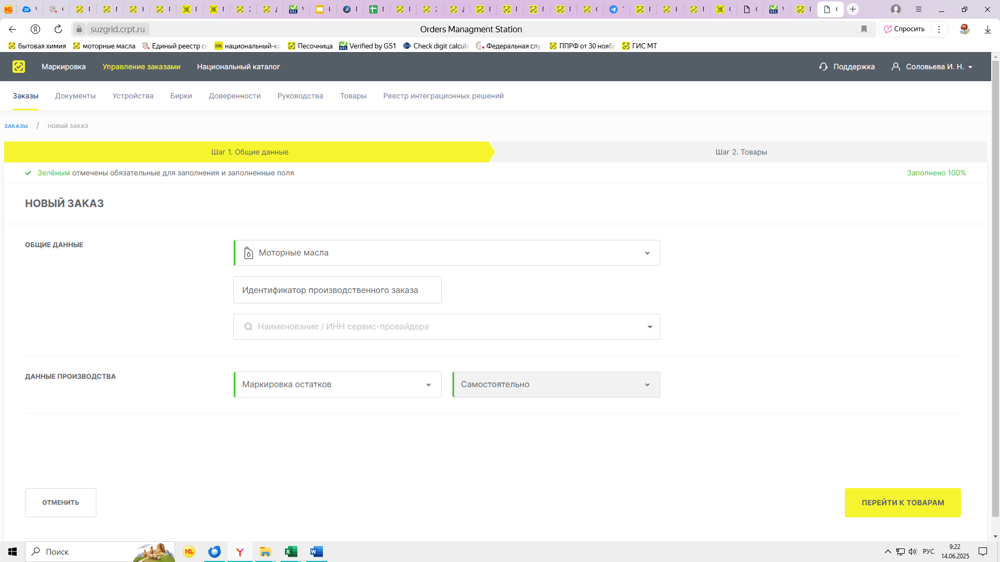 suzgrid.crpt.ru
Orders Managment Station
Спросить
бытовая химия
моторные масла
Единый реестр се
национальный-ка
Песочница
Verified by GS1
Check digit calcula
Федеральная слу
ППРФ от 30 нояб
ГИС МТ
Маркировка
Управление заказами
Национальный каталог
Поддержка
Соловьева И. Н.
Заказы
Документы
Устройства
Бирки
Доверенности
Руководства
Товары
Реестр интеграционных решений
ЗАКАЗЫ / НОВЫЙ ЗАКАЗ
Шаг 1. Общие данные
Шаг 2. Товары
Зелёным отмечены обязательные для заполнения и заполненные поля
Заполнено 100%
НОВЫЙ ЗАКАЗ
ОБЩИЕ ДАННЫЕ
Моторные масла
Идентификатор производственного заказа
Наименование / ИНН сервис-провайдера
ДАННЫЕ ПРОИЗВОДСТВА
Маркировка остатков
Самостоятельно
ОТМЕНИТЬ
ПЕРЕЙТИ К ТОВАРАМ
Поиск
РУС
9:22
14.06.2025